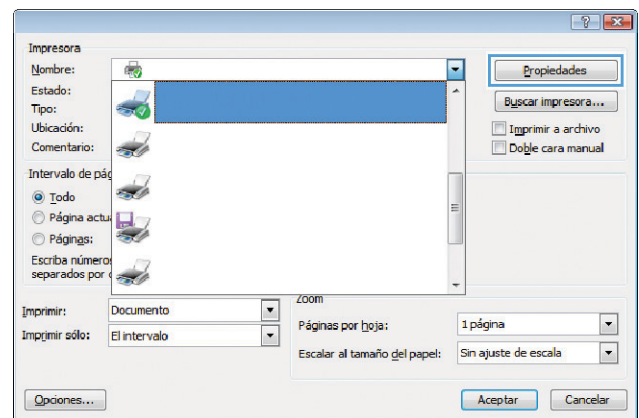 Impresora
Nombre:
Propiedades
Estado:
Buscar impresora...
Tipo:
Ubicación:
Imprimir a archivo
Comentario:
Doble cara manual
Intervalo de pág
Todo
Página actu
Páginas:
Escriba números
separados por c
Imprimir:
Documento
Imprimir sólo:
El intervalo
Zoom
Páginas por hoja:
1 página
Escalar al tamaño del papel:
Sin ajuste de escala
Opciones...
Aceptar
Cancelar